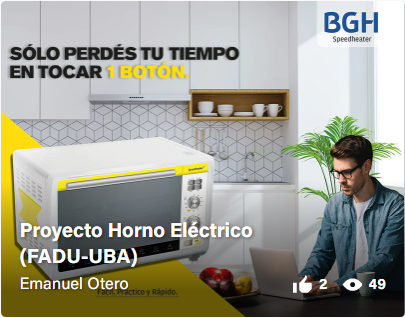 BGH
Speedheater
SÓLO PERDÉS TU TIEMPO
EN TOCAR 1 BOTÓN.
Proyecto Horno Eléctrico
(FADU-UBA)
Emanuel Otero
2
49
Fácil, Práctico y Rápido.